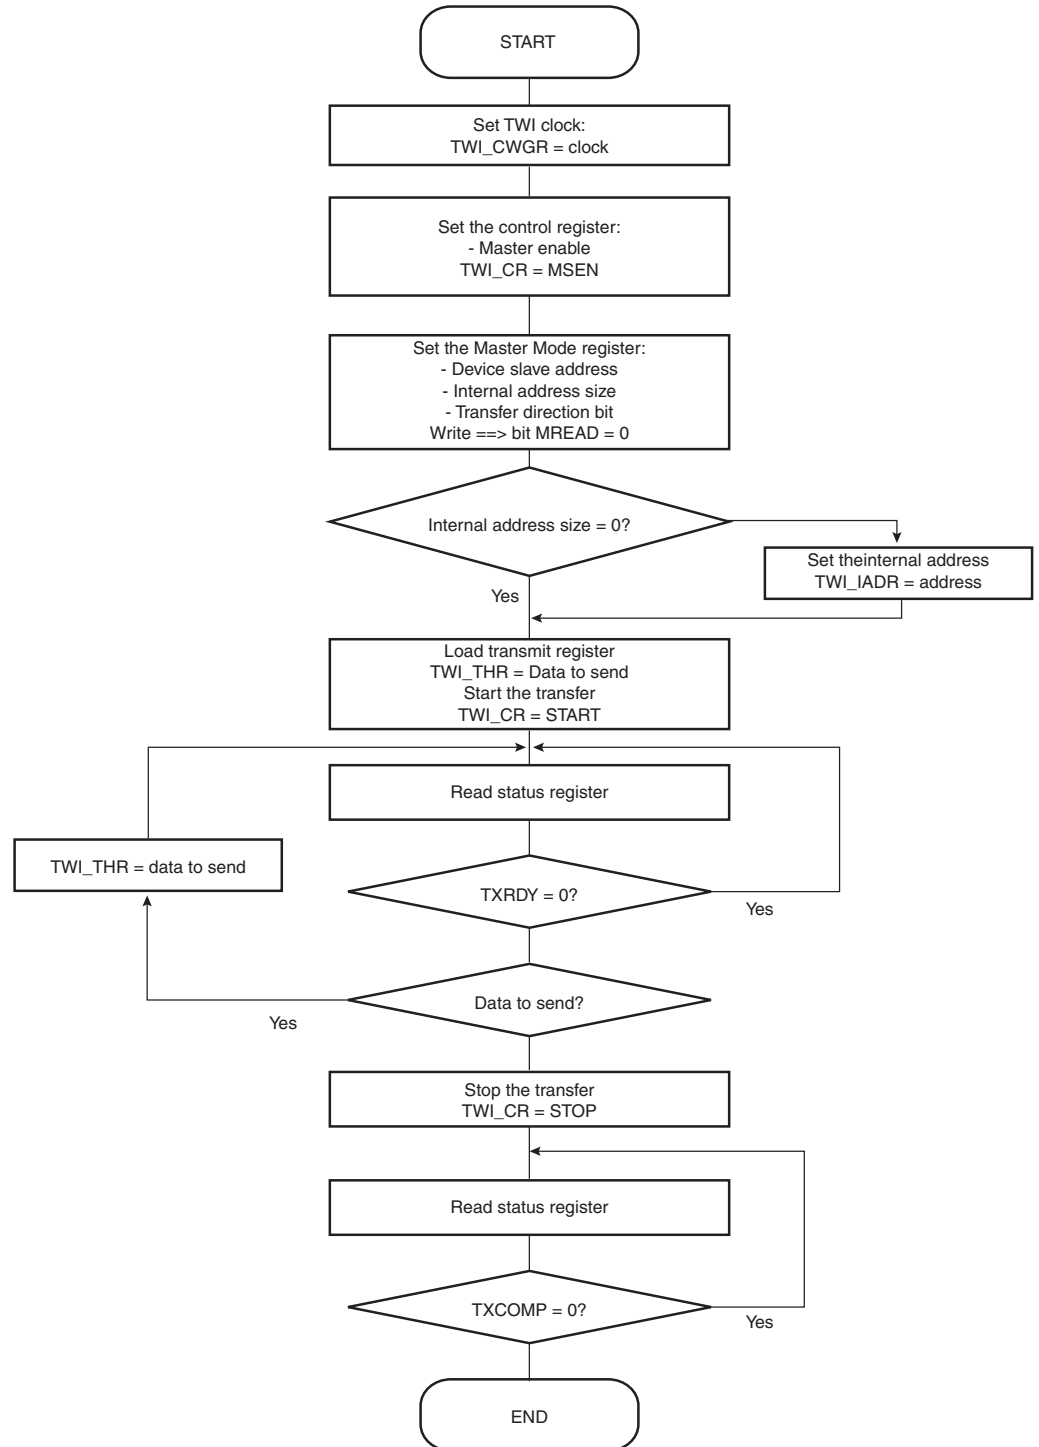 START
Set TWI clock:
TWI_CWGR = clock
Set the control register:
- Master enable
TWI_CR = MSEN
Set the Master Mode register:
- Device slave address
- Internal address size
- Transfer direction bit
Write ==> bit MREAD = 0
Internal address size = 0?
Set theinternal address
TWI_IADR = address
Yes
Load transmit register
TWI_THR = Data to send
Start the transfer
TWI_CR = START
Read status register
TWI_THR = data to send
TXRDY = 0?
Yes
Data to send?
Yes
Stop the transfer
TWI_CR = STOP
Read status register
TXCOMP = 0?
Yes
END